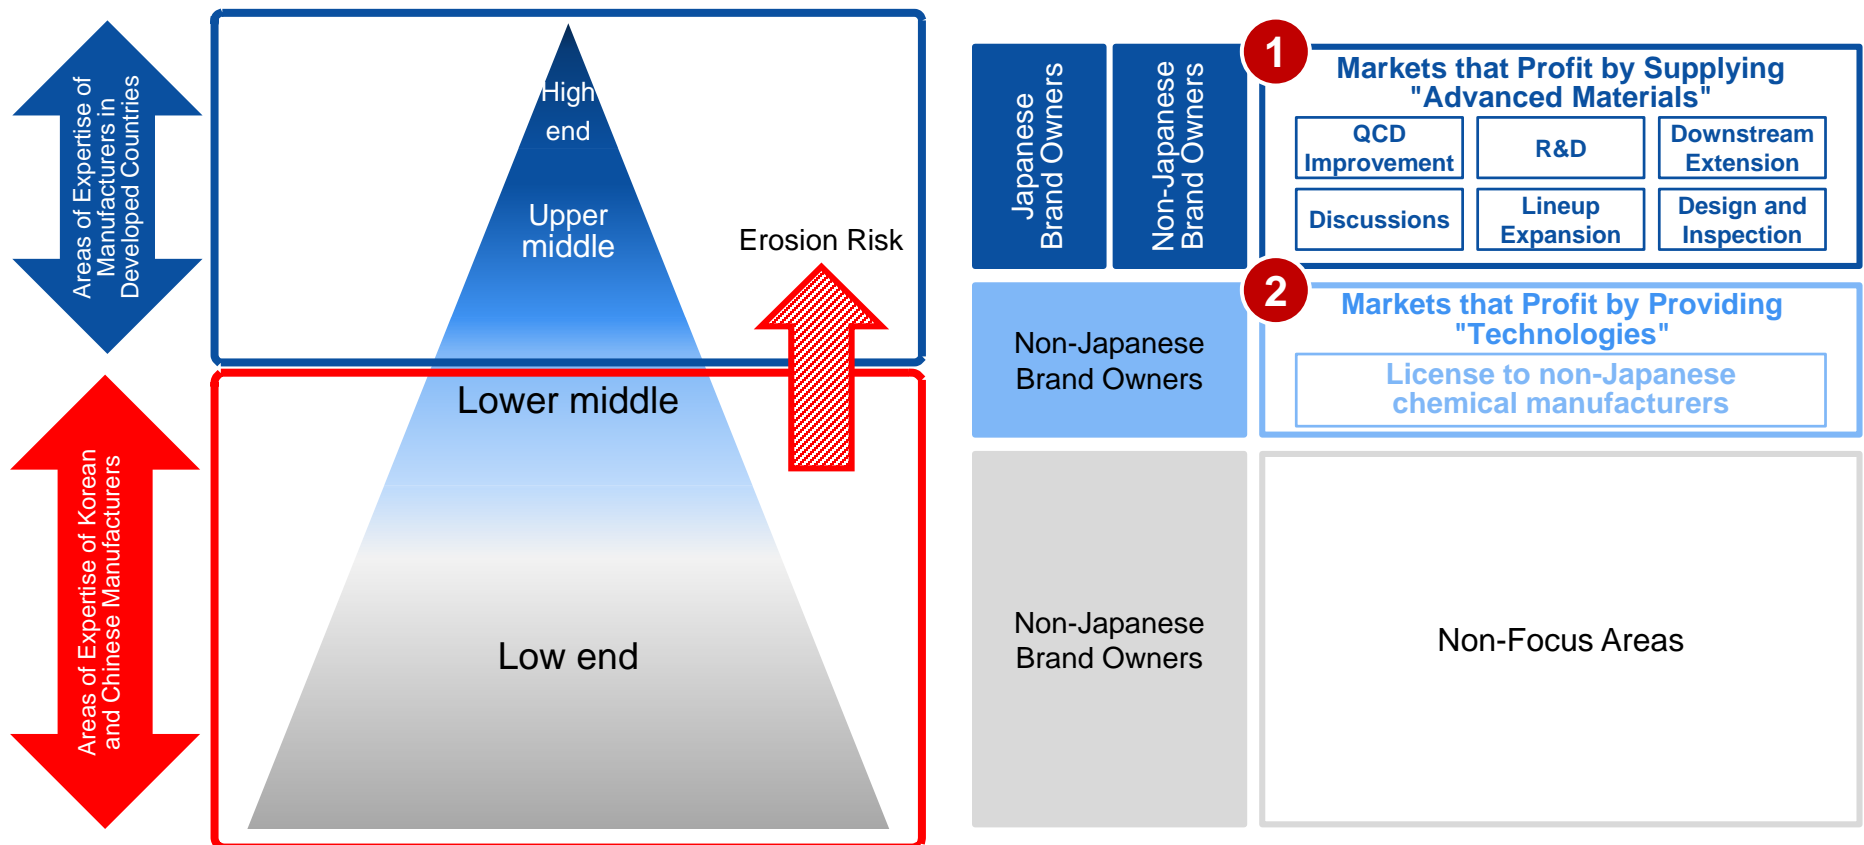 Areas of Expertise of
Manufacturers in
Developed Countries
High
end
Upper
middle
Erosion Risk
Lower middle
Low end
Areas of Expertise of Korean
and Chinese Manufacturers
Japanese
Brand Owners
Non-Japanese
Brand Owners
1
Markets that Profit by Supplying
"Advanced Materials"
QCD
Improvement
R&D
Downstream
Extension
Discussions
Lineup
Expansion
Design and
Inspection
Non-Japanese
Brand Owners
2
Markets that Profit by Providing
"Technologies"
License to non-Japanese
chemical manufacturers
Non-Japanese
Brand Owners
Non-Focus Areas